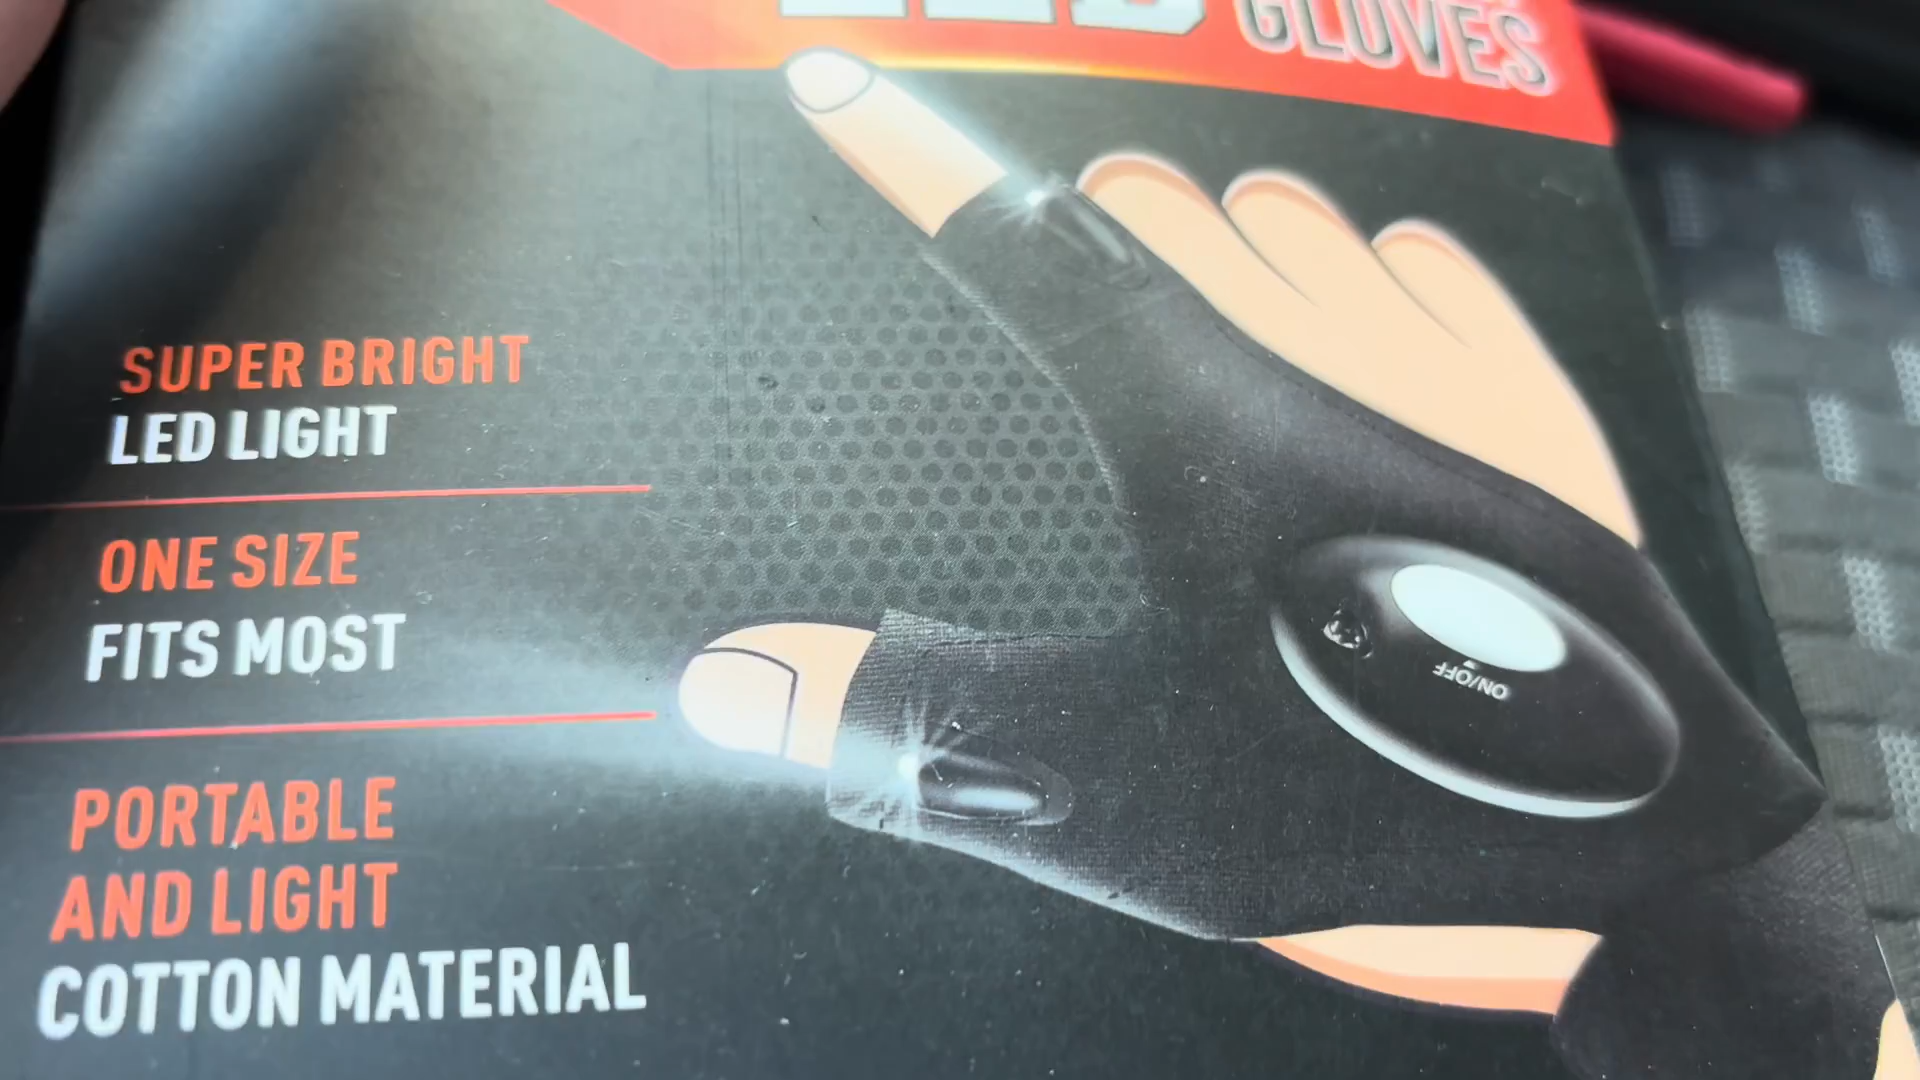 GLOVES
SUPER BRIGHT
LED LIGHT
ONE SIZE
FITS MOST
ON/OFF
PORTABLE
AND LIGHT
COTTON MATERIAL